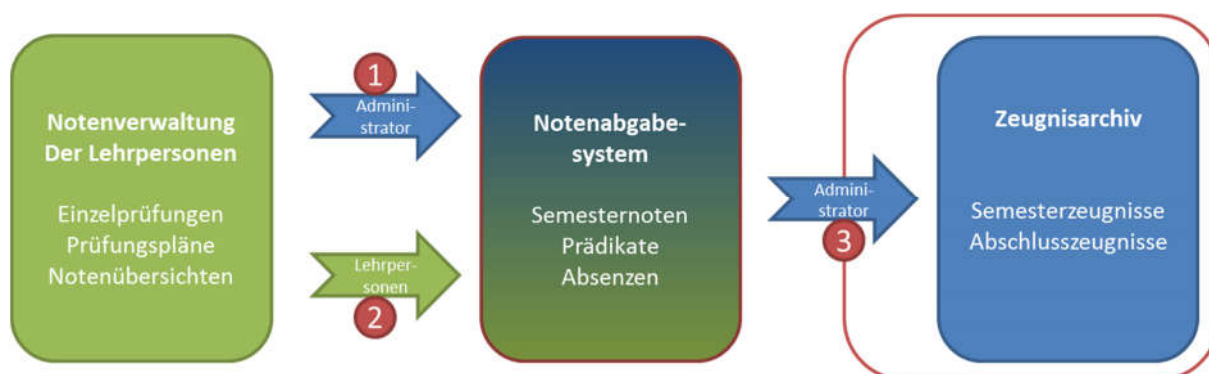 Notenverwaltung
Der Lehrpersonen
Einzelprüfungen
Prüfungspläne
Notenübersichten
1
Admini-
strator
Lehrper-
sonen
2
Notenabgabe-
system
Semesternoten
Prädikate
Absenzen
Admini-
strator
3
Zeugnisarchiv
Semesterzeugnisse
Abschlusszeugnisse